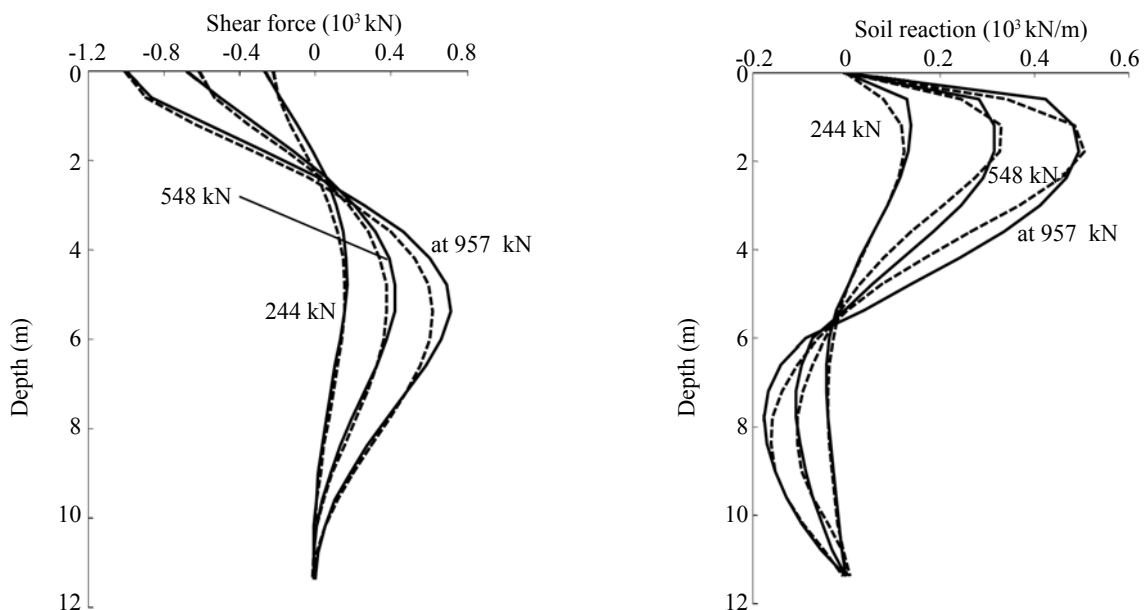 Shear force (10³ kN)
-1.2 -0.8 -0.4 0 0.4 0.8
0
2
4
6
8
10
12
Depth (m)
548 kN
at 957 kN
244 kN
Soil reaction (10³ kN/m)
-0.2 0 0.2 0.4 0.6
0
2
4
6
8
10
12
Depth (m)
244 kN
548 kN
at 957 kN